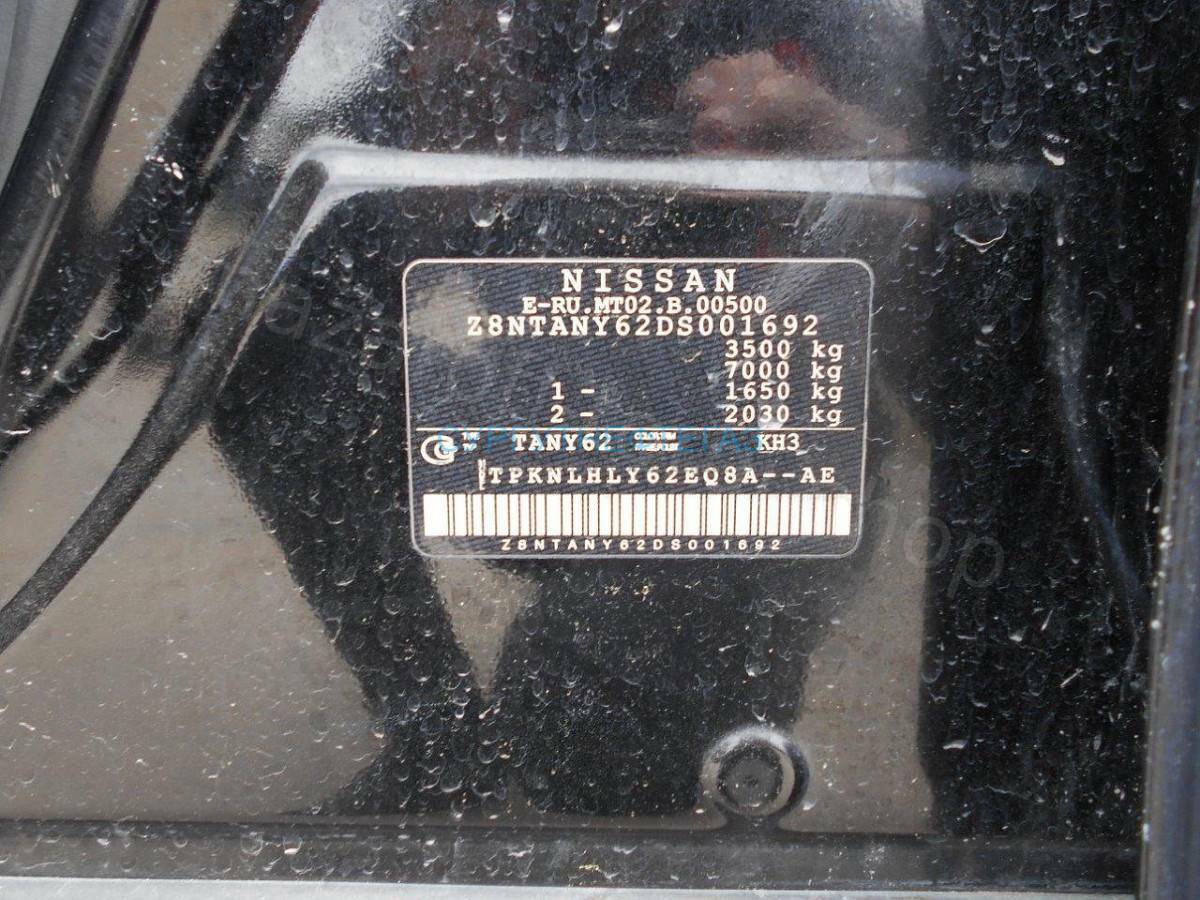 NISSAN
E-RU.MT02.B.00500
Z8NTANY62DS001692
3500 kg
7000 kg
1 - 1650 kg
2 - 2030 kg
TANY62 KH3
TPKNLHLY62EQ8A--AE
Z8NTANY62DS001692